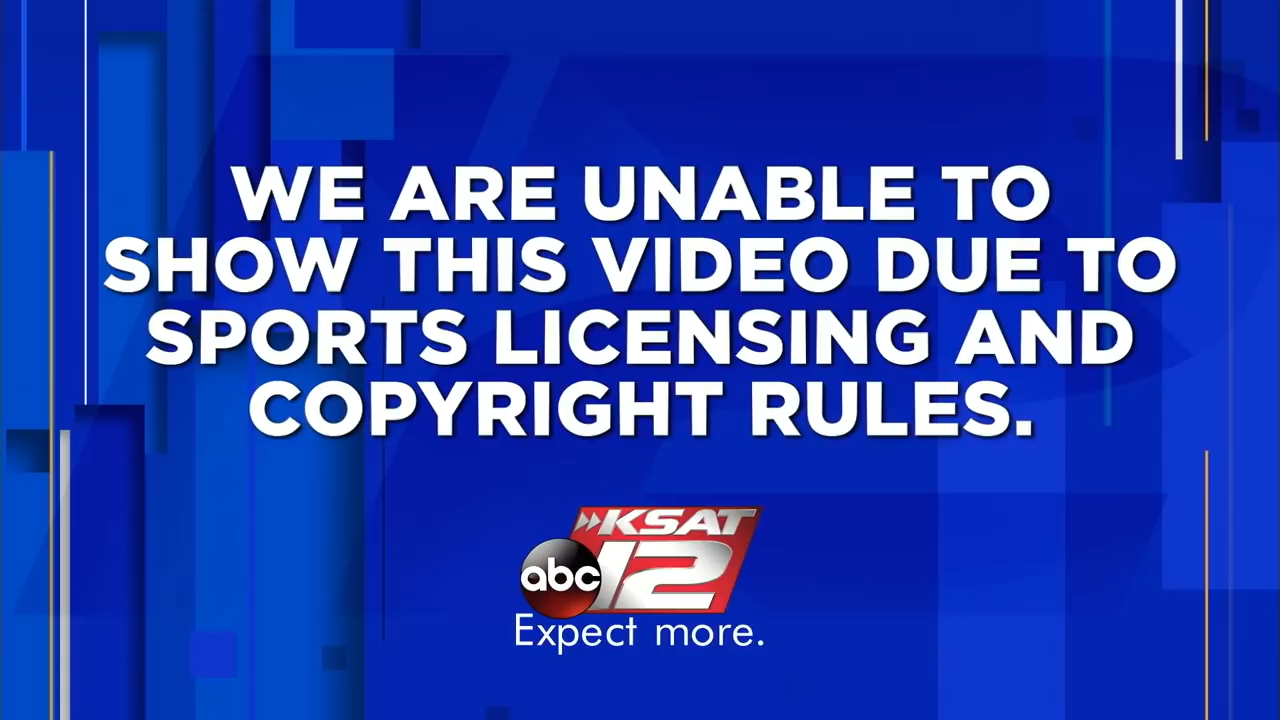 WE ARE UNABLE TO
SHOW THIS VIDEO DUE TO
SPORTS LICENSING AND
COPYRIGHT RULES.
KSAT
abc 12
Expect more.